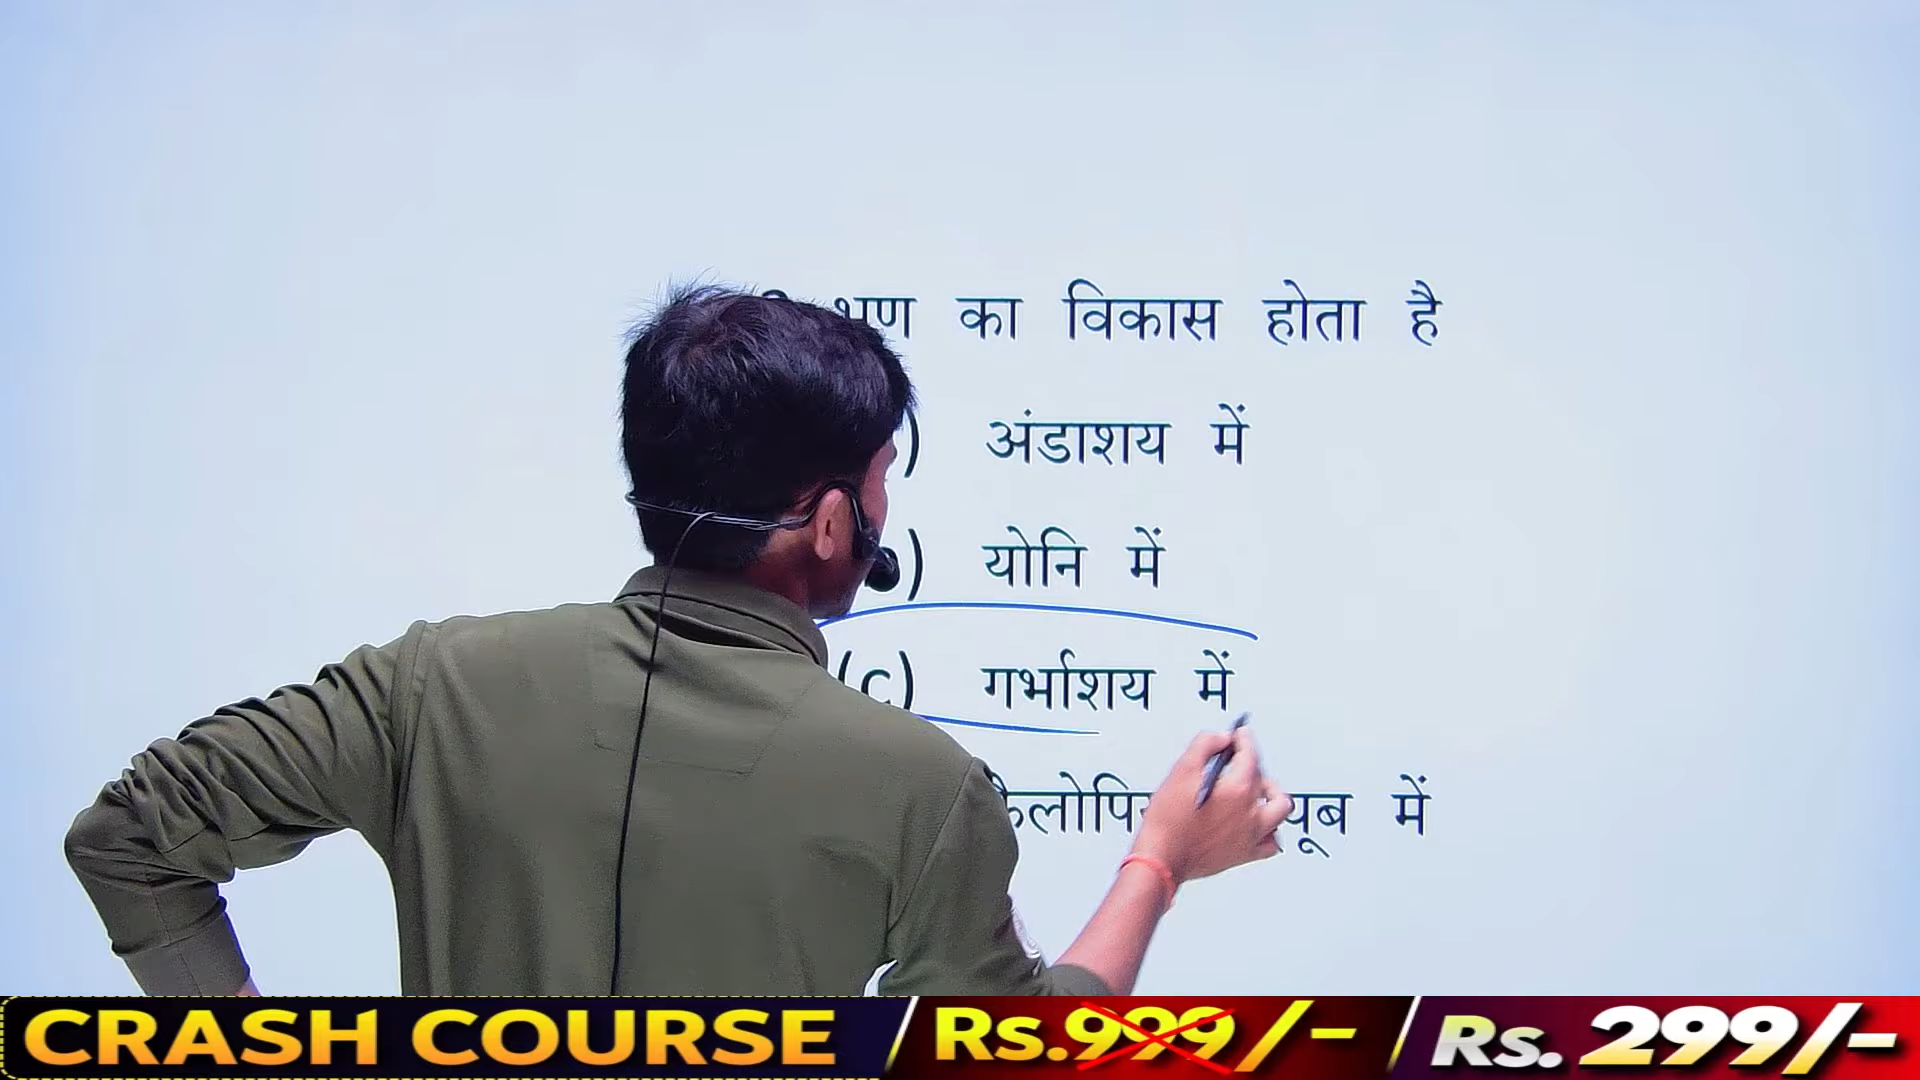 का विकास होता है
) अंडाशय में
) योनि में
(c) गर्भाशय में
में
CRASH COURSE Rs.999/- Rs. 299/-